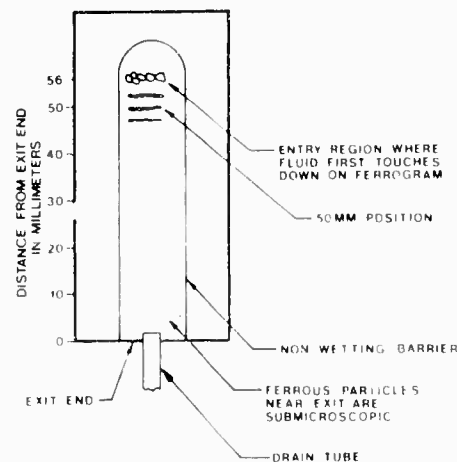 DISTANCE FROM EXIT END
IN MILLIMETERS
56
50
40
30
20
10
0
ENTRY REGION WHERE
FLUID FIRST TOUCHES
DOWN ON FERROGRAM
50MM POSITION
NON WETTING BARRIER
EXIT END
FERROUS PARTICLES
NEAR EXIT ARE
SUBMICROSCOPIC
DRAIN TUBE